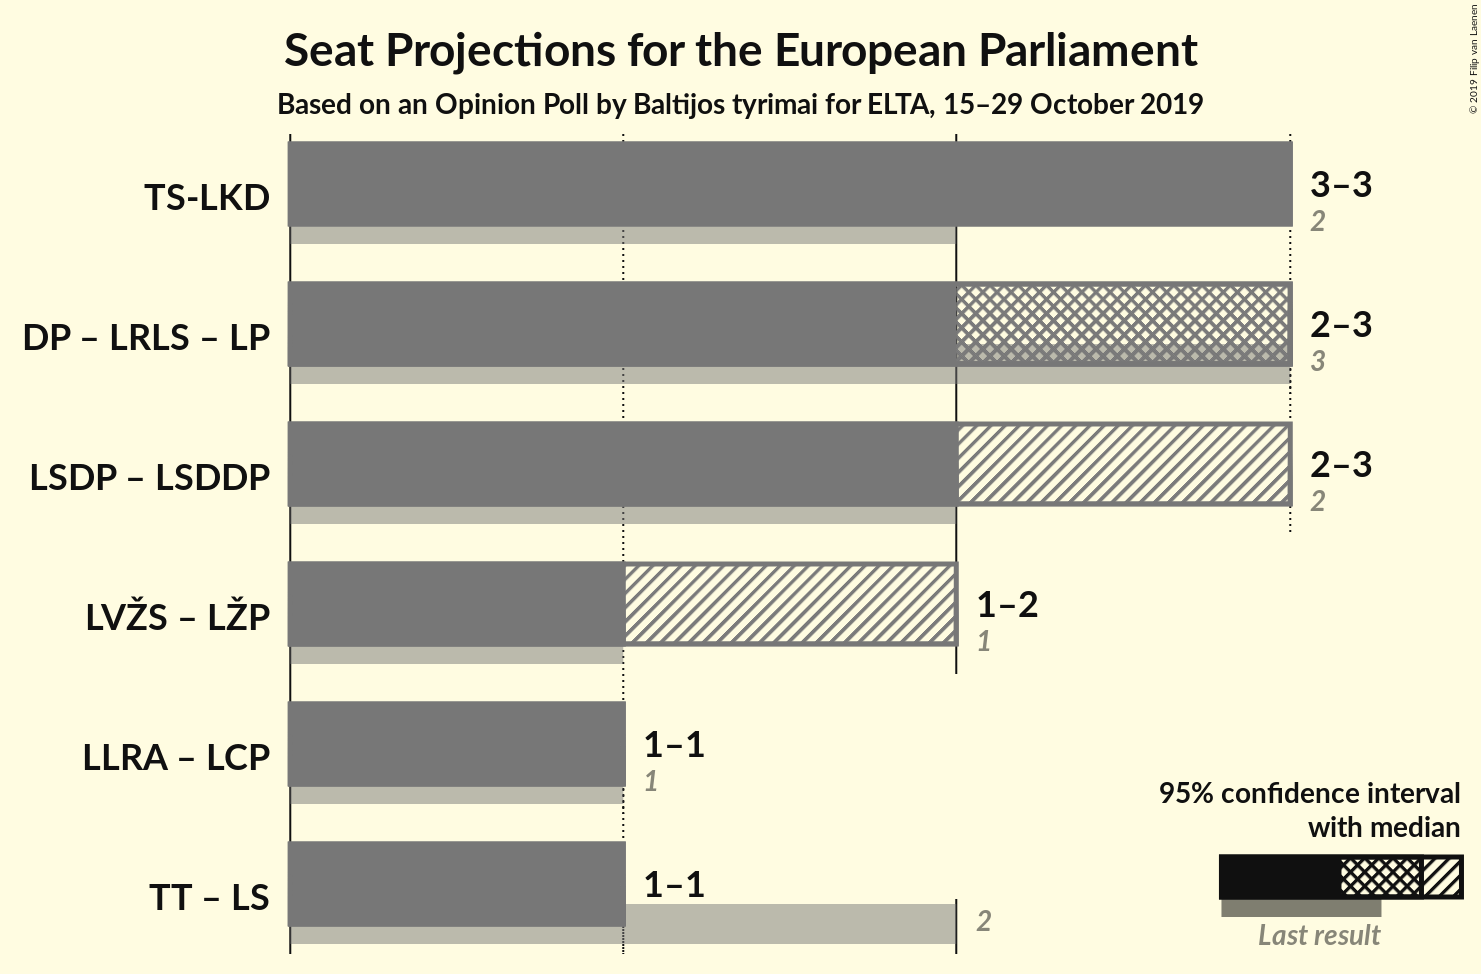 Seat Projections for the European Parliament
Based on an Opinion Poll by Baltijos tyrimai for ELTA, 15–29 October 2019
© 2019 Filip van Laenen
TS-LKD
3–3
2
DP – LRLS – LP
2–3
3
LSDP – LSDDP
2–3
2
LVŽS – LŽP
1–2
1
LLRA – LCP
1–1
1
TT – LS
1–1
2
95% confidence interval
with median
Last result